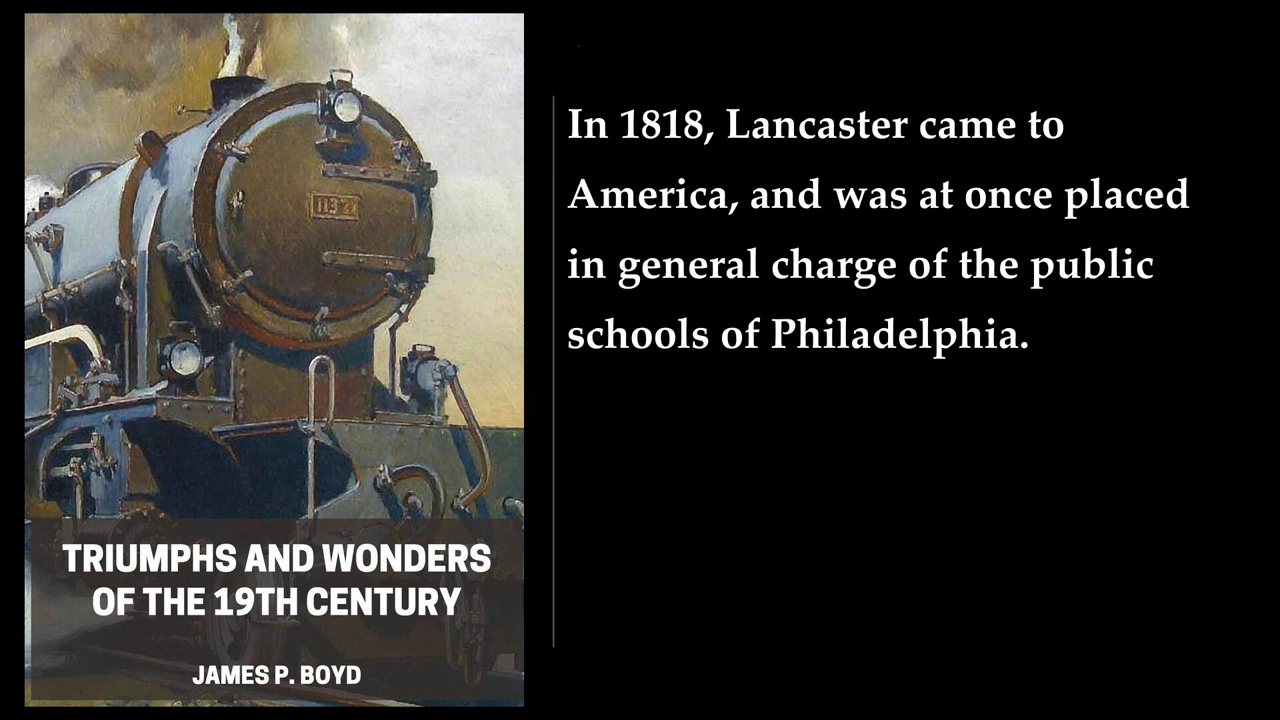 In 1818, Lancaster came to
America, and was at once placed
in general charge of the public
schools of Philadelphia.
TRIUMPHS AND WONDERS
OF THE 19TH CENTURY
JAMES P. BOYD